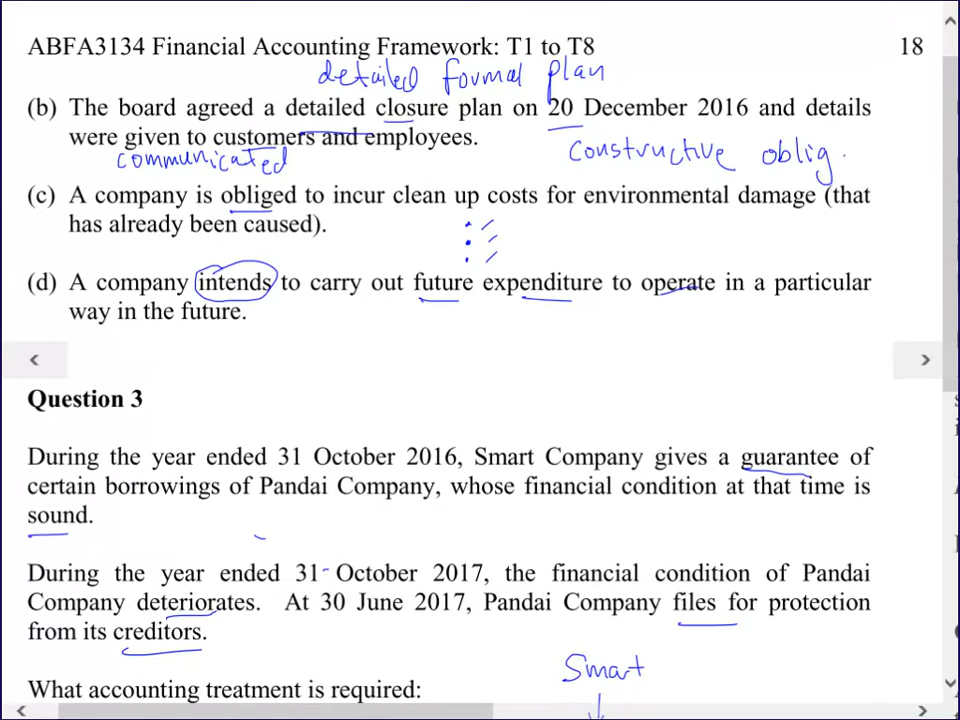 ABFA3134 Financial Accounting Framework: T1 to T8 18
detailed formal plan
(b) The board agreed a detailed closure plan on 20 December 2016 and details
were given to customers and employees.
communicated constructive oblig.
(c) A company is obliged to incur clean up costs for environmental damage (that
has already been caused).
(d) A company intends to carry out future expenditure to operate in a particular
way in the future.
Question 3
During the year ended 31 October 2016, Smart Company gives a guarantee of
certain borrowings of Pandai Company, whose financial condition at that time is
sound.
During the year ended 31 October 2017, the financial condition of Pandai
Company deteriorates. At 30 June 2017, Pandai Company files for protection
from its creditors.
Smart
What accounting treatment is required: